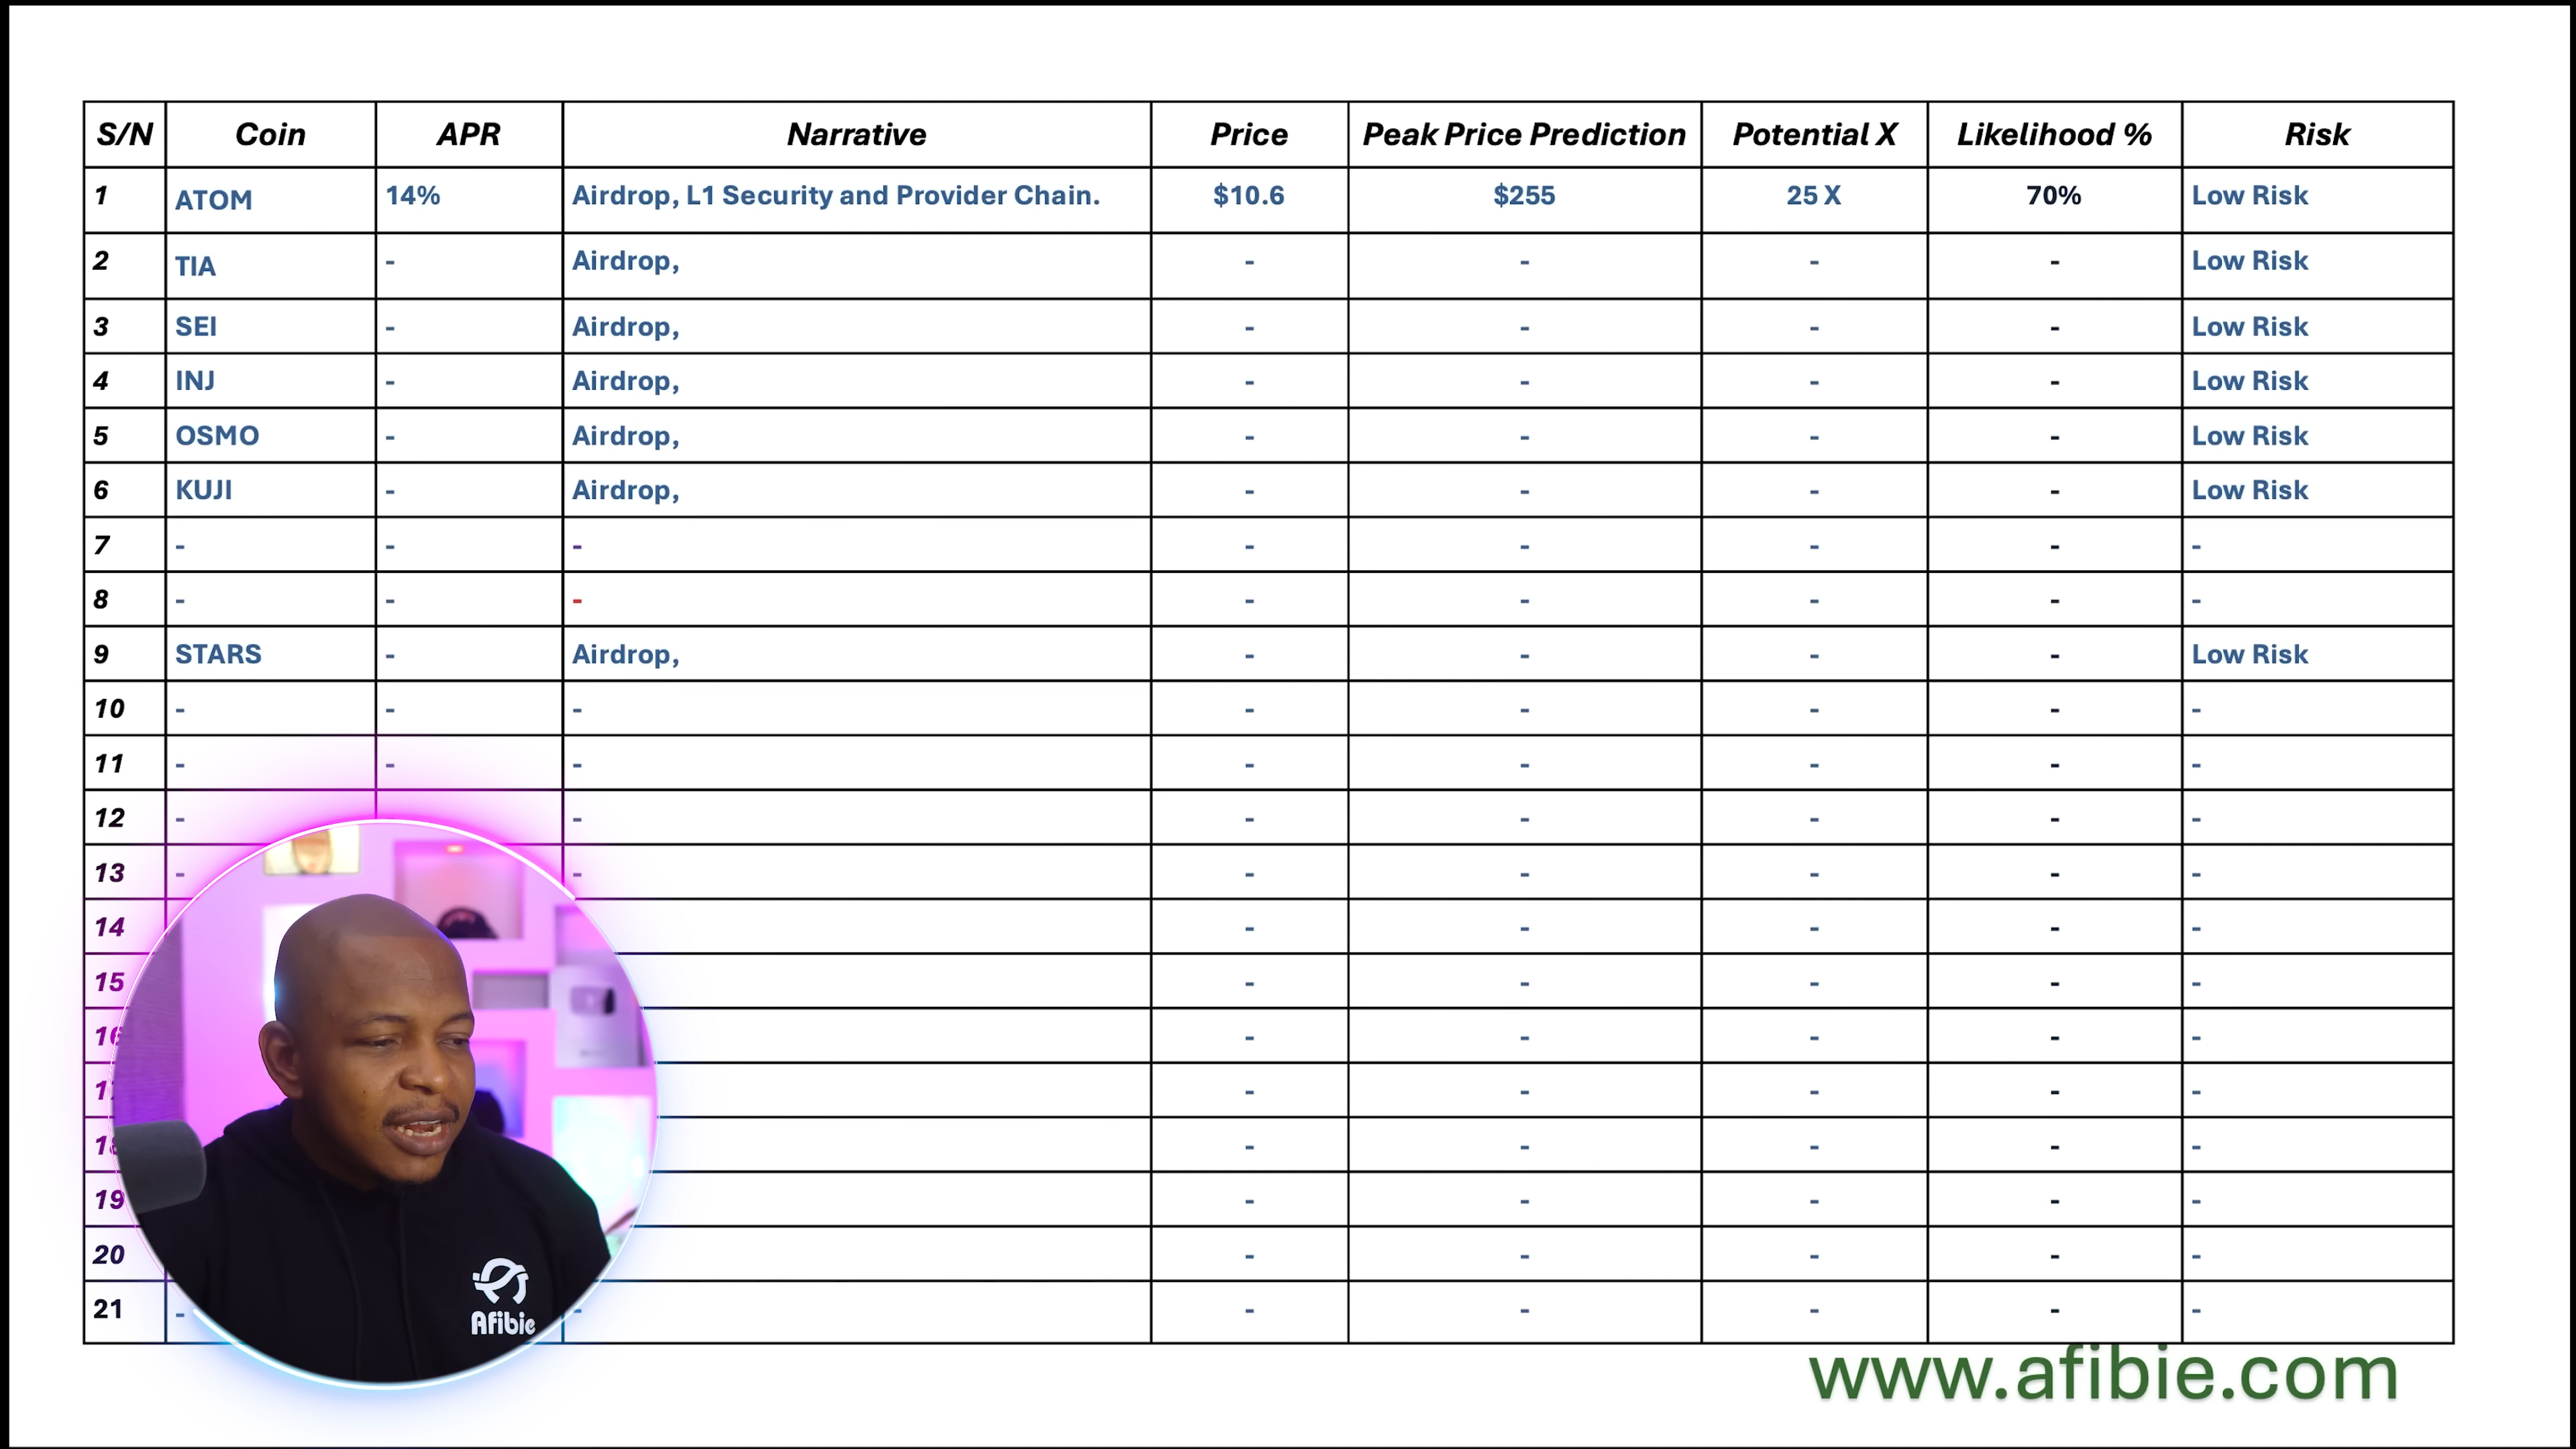 S/N Coin APR Narrative Price Peak Price Prediction Potential X Likelihood % Risk
1 ATOM 14% Airdrop, L1 Security and Provider Chain. $10.6 $255 25 X 70% Low Risk
2 TIA - Airdrop, - - - - Low Risk
3 SEI - Airdrop, - - - - Low Risk
4 INJ - Airdrop, - - - - Low Risk
5 OSMO - Airdrop, - - - - Low Risk
6 KUJI - Airdrop, - - - - Low Risk
7 - - - - - - - -
8 - - - - - - - -
9 STARS - Airdrop, - - - - Low Risk
10 - - - - - - - -
11 - - - - - - - -
12 - - - - - - -
13 - - - - - - -
14 - - - - -
15 - - - - -
16 - - - - -
17 - - - - -
18 - - - - -
19 - - - - -
20 - - - - -
21 - - - - - - -
Afibie
www.afibie.com